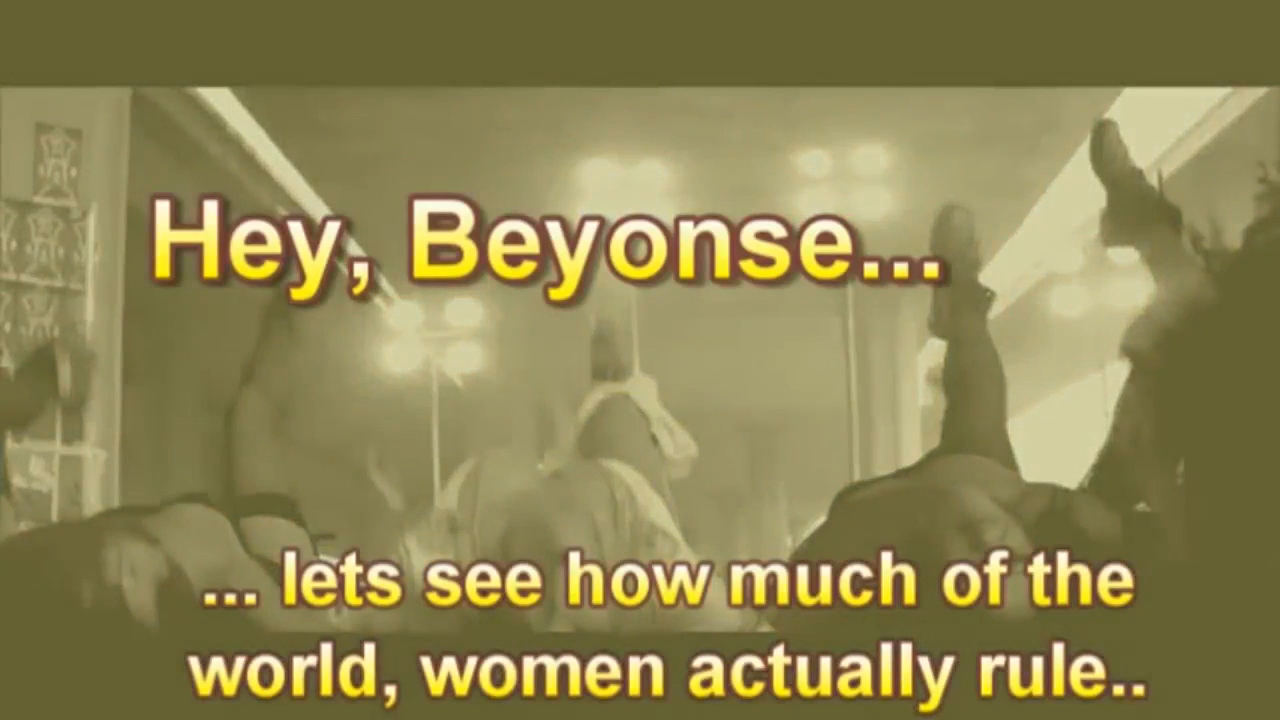 Hey, Beyonse...
... lets see how much of the
world, women actually rule..